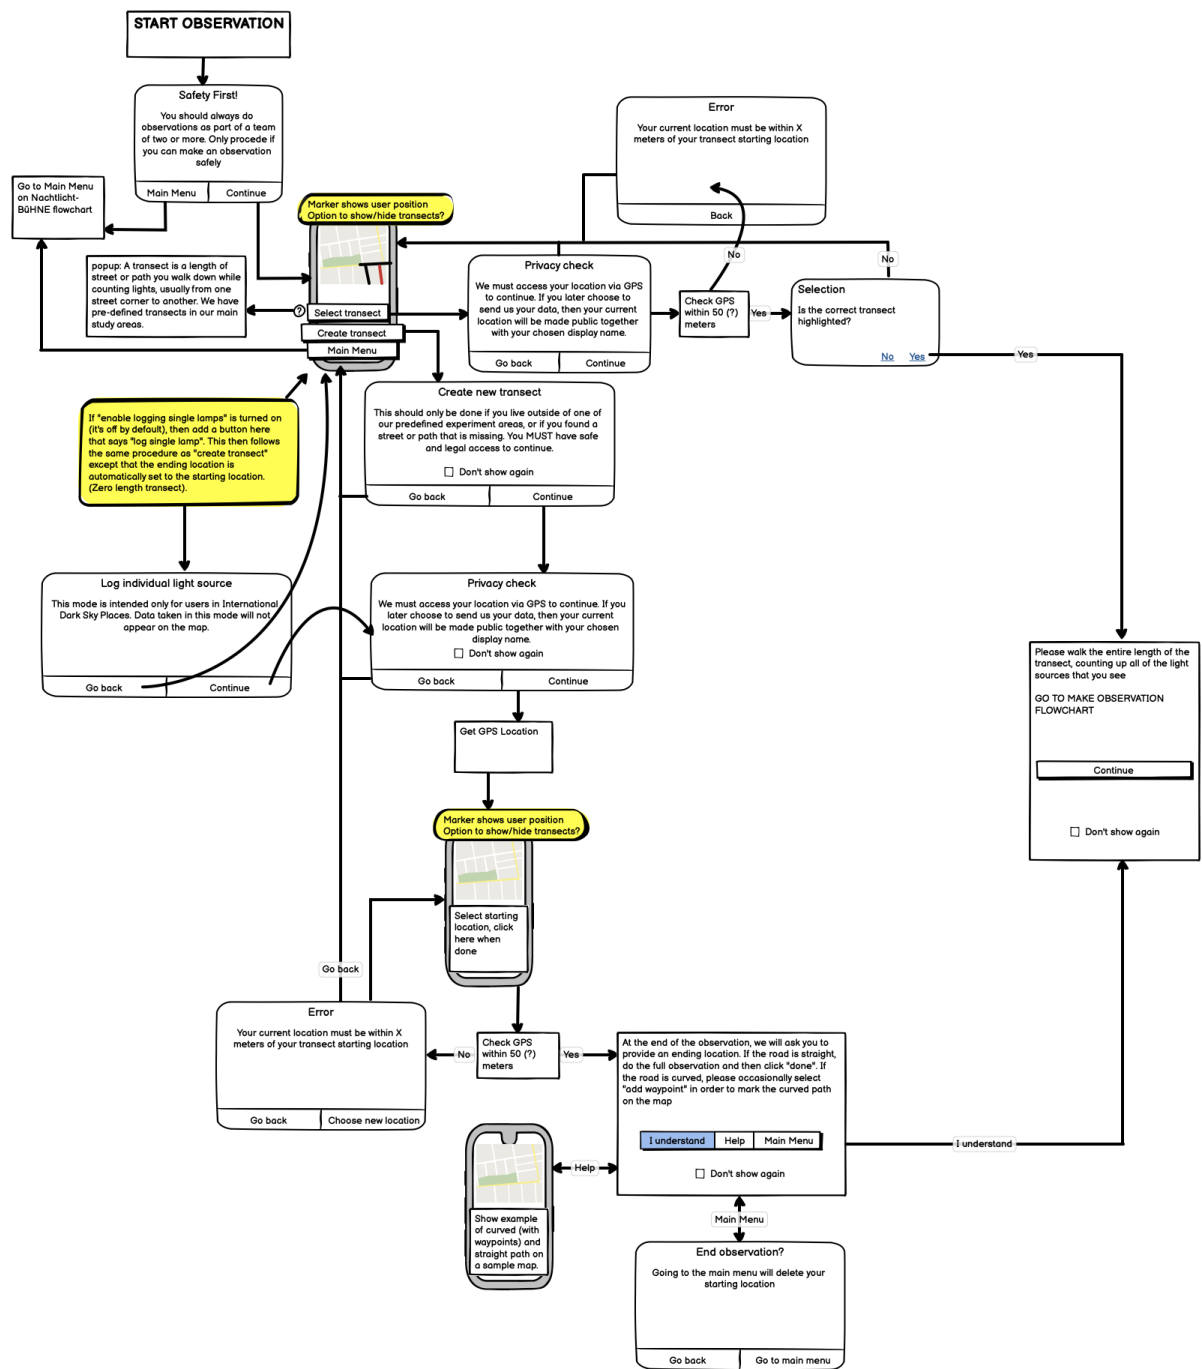 START OBSERVATION
Safety First!
You should always do
observations as part of a team
of two or more. Only procede if
you can make an observation
safely
Main Menu
Continue
Go to Main Menu
on Nachtlicht-
BüHNE flowchart
Marker shows user position
Option to show/hide transects?
popup: A transect is a length of
street or path you walk down while
counting lights, usually from one
street corner to another. We have
pre-defined transects in our main
study areas.
?
Select transect
Create transect
Main Menu
Error
Your current location must be within X
meters of your transect starting location
Back
No
No
Privacy check
We must access your location via GPS
to continue. If you later choose to
send us your data, then your current
location will be made public together
with your chosen display name.
Go back
Continue
Check GPS
within 50 (?)
meters
Yes
Selection
Is the correct transect
highlighted?
No
Yes
Yes
If "enable logging single lamps" is turned on
(it's off by default), then add a button here
that says "log single lamp". This then follows
the same procedure as "create transect"
except that the ending location is
automatically set to the starting location.
(Zero length transect).
Create new transect
This should only be done if you live outside of one of
our predefined experiment areas, or if you found a
street or path that is missing. You MUST have safe
and legal access to continue.
Don't show again
Go back
Continue
Log individual light source
This mode is intended only for users in International
Dark Sky Places. Data taken in this mode will not
appear on the map.
Go back
Continue
Privacy check
We must access your location via GPS to continue. If you
later choose to send us your data, then your current
location will be made public together with your chosen
display name.
Don't show again
Go back
Continue
Please walk the entire length of the
transect, counting up all of the light
sources that you see
GO TO MAKE OBSERVATION
FLOWCHART
Continue
Don't show again
Get GPS Location
Marker shows user position
Option to show/hide transects?
Select starting
location, click
here when
done
Go back
Error
Your current location must be within X
meters of your transect starting location
Go back
Choose new location
No
Check GPS
within 50 (?)
meters
Yes
At the end of the observation, we will ask you to
provide an ending location. If the road is straight,
do the full observation and then click "done". If
the road is curved, please occasionally select
"add waypoint" in order to mark the curved path
on the map
I understand
Help
Main Menu
Don't show again
I understand
Help
Show example
of curved (with
waypoints) and
straight path on
a sample map.
Main Menu
End observation?
Going to the main menu will delete your
starting location
Go back
Go to main menu